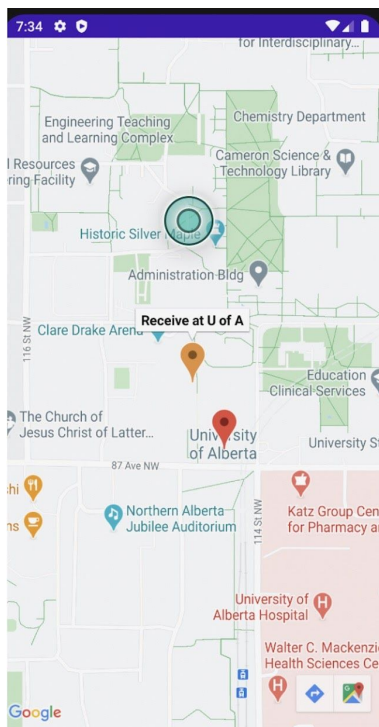 7:34
for Interdisciplinary...
Engineering Teaching
and Learning Complex
Chemistry Department
l Resources
ring Facility
Cameron Science &
Technology Library
Historic Silver Maple
Administration Bldg
Receive at U of A
Clare Drake Arena
116 St NW
Education
Clinical Services
The Church of
Jesus Christ of Latter...
University
of Alberta
University St
87 Ave NW
hi
ns
Northern Alberta
Jubilee Auditorium
114 St NW
Katz Group Cen
for Pharmacy a
University of
Alberta Hospital
H
Walter C. Mackenzi
Health Sciences Ce
H
Google